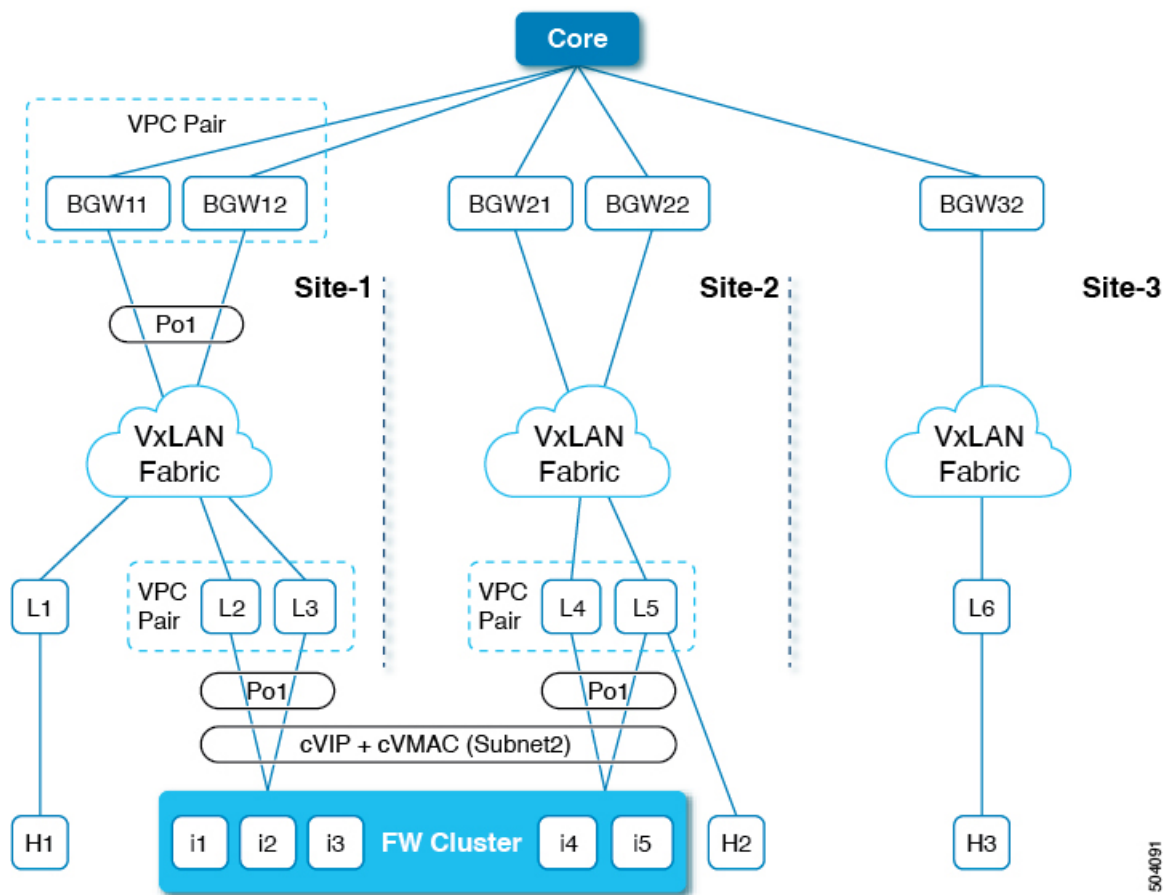 Core
VPC Pair
BGW11
BGW12
BGW21
BGW22
BGW32
Site-1
Site-2
Site-3
Po1
VxLAN
Fabric
VxLAN
Fabric
VxLAN
Fabric
L1
VPC
Pair
L2
L3
VPC
Pair
L4
L5
L6
Po1
Po1
cVIP + cVMAC (Subnet2)
H1
i1
i2
i3
FW Cluster
i4
i5
H2
H3
504091